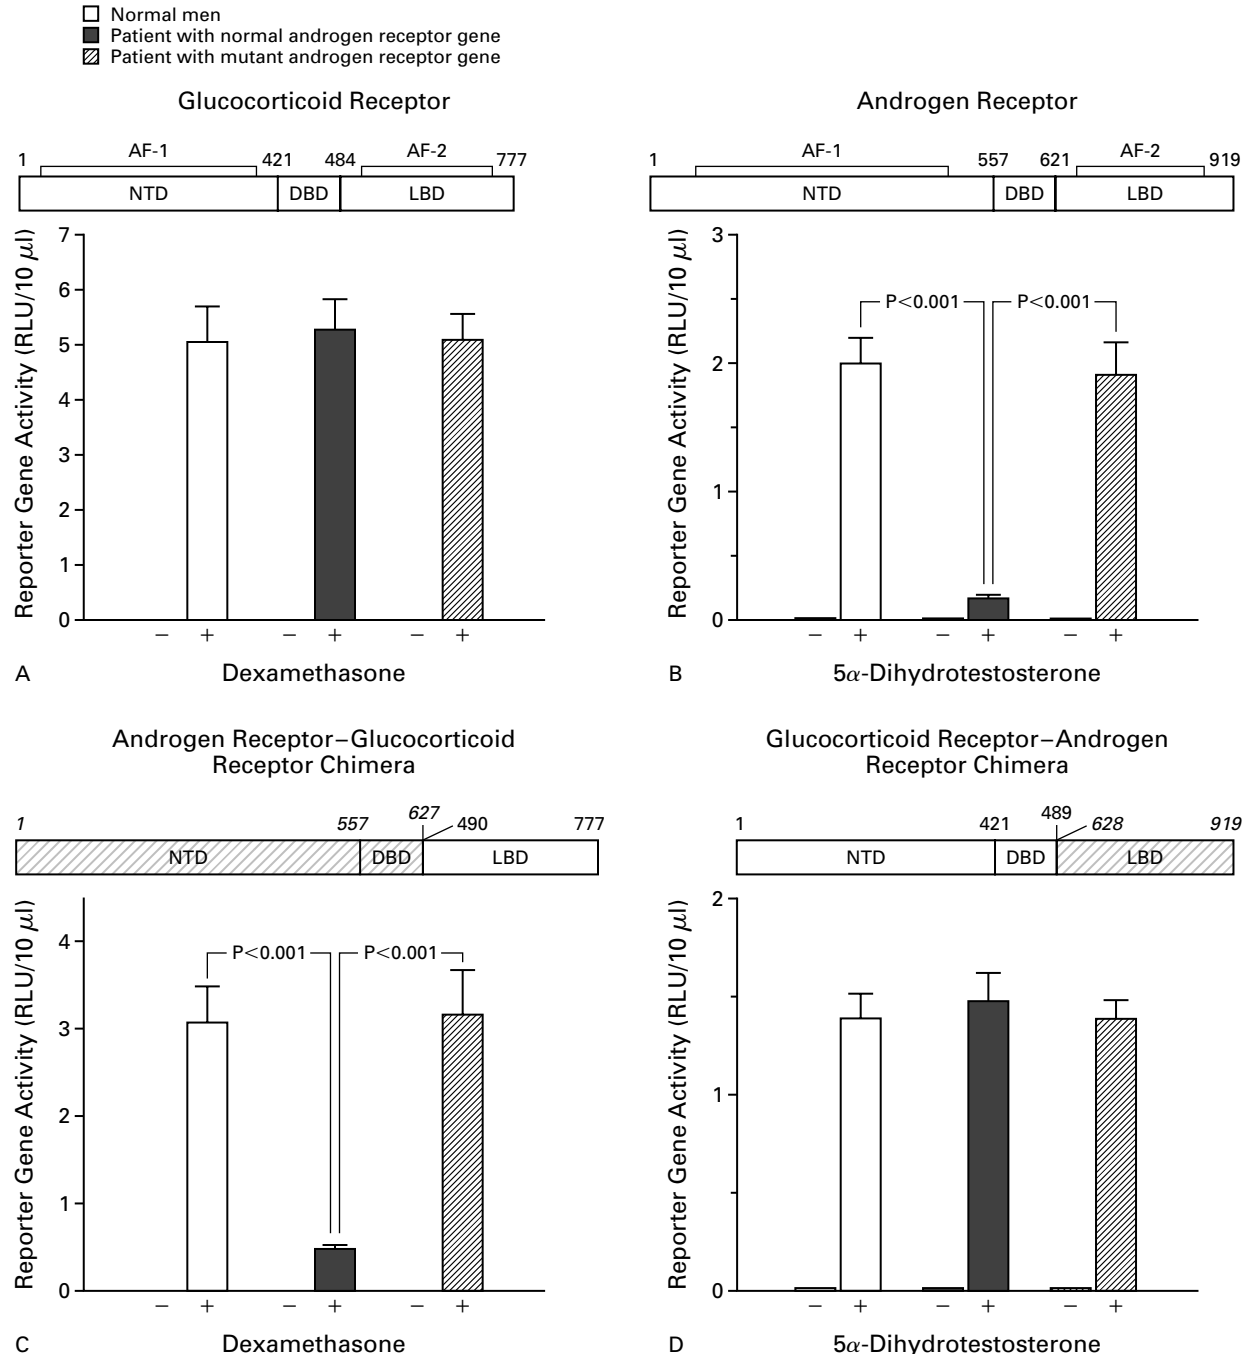 Normal men
Patient with normal androgen receptor gene
Patient with mutant androgen receptor gene
Glucocorticoid Receptor
1 AF-1 421 484 AF-2 777
NTD DBD LBD
Reporter Gene Activity (RLU/10 µl)
7
6
5
4
3
2
1
0
− + − + − +
A Dexamethasone
Androgen Receptor
1 AF-1 557 621 AF-2 919
NTD DBD LBD
Reporter Gene Activity (RLU/10 µl)
3
P<0.001 P<0.001
2
1
0
− + − + − +
B 5α-Dihydrotestosterone
Androgen Receptor–Glucocorticoid
Receptor Chimera
1 557 627 490 777
NTD DBD LBD
Reporter Gene Activity (RLU/10 µl)
4
P<0.001 P<0.001
3
2
1
0
− + − + − +
C Dexamethasone
Glucocorticoid Receptor–Androgen
Receptor Chimera
1 421 489 628 919
NTD DBD LBD
Reporter Gene Activity (RLU/10 µl)
2
1
0
− + − + − +
D 5α-Dihydrotestosterone